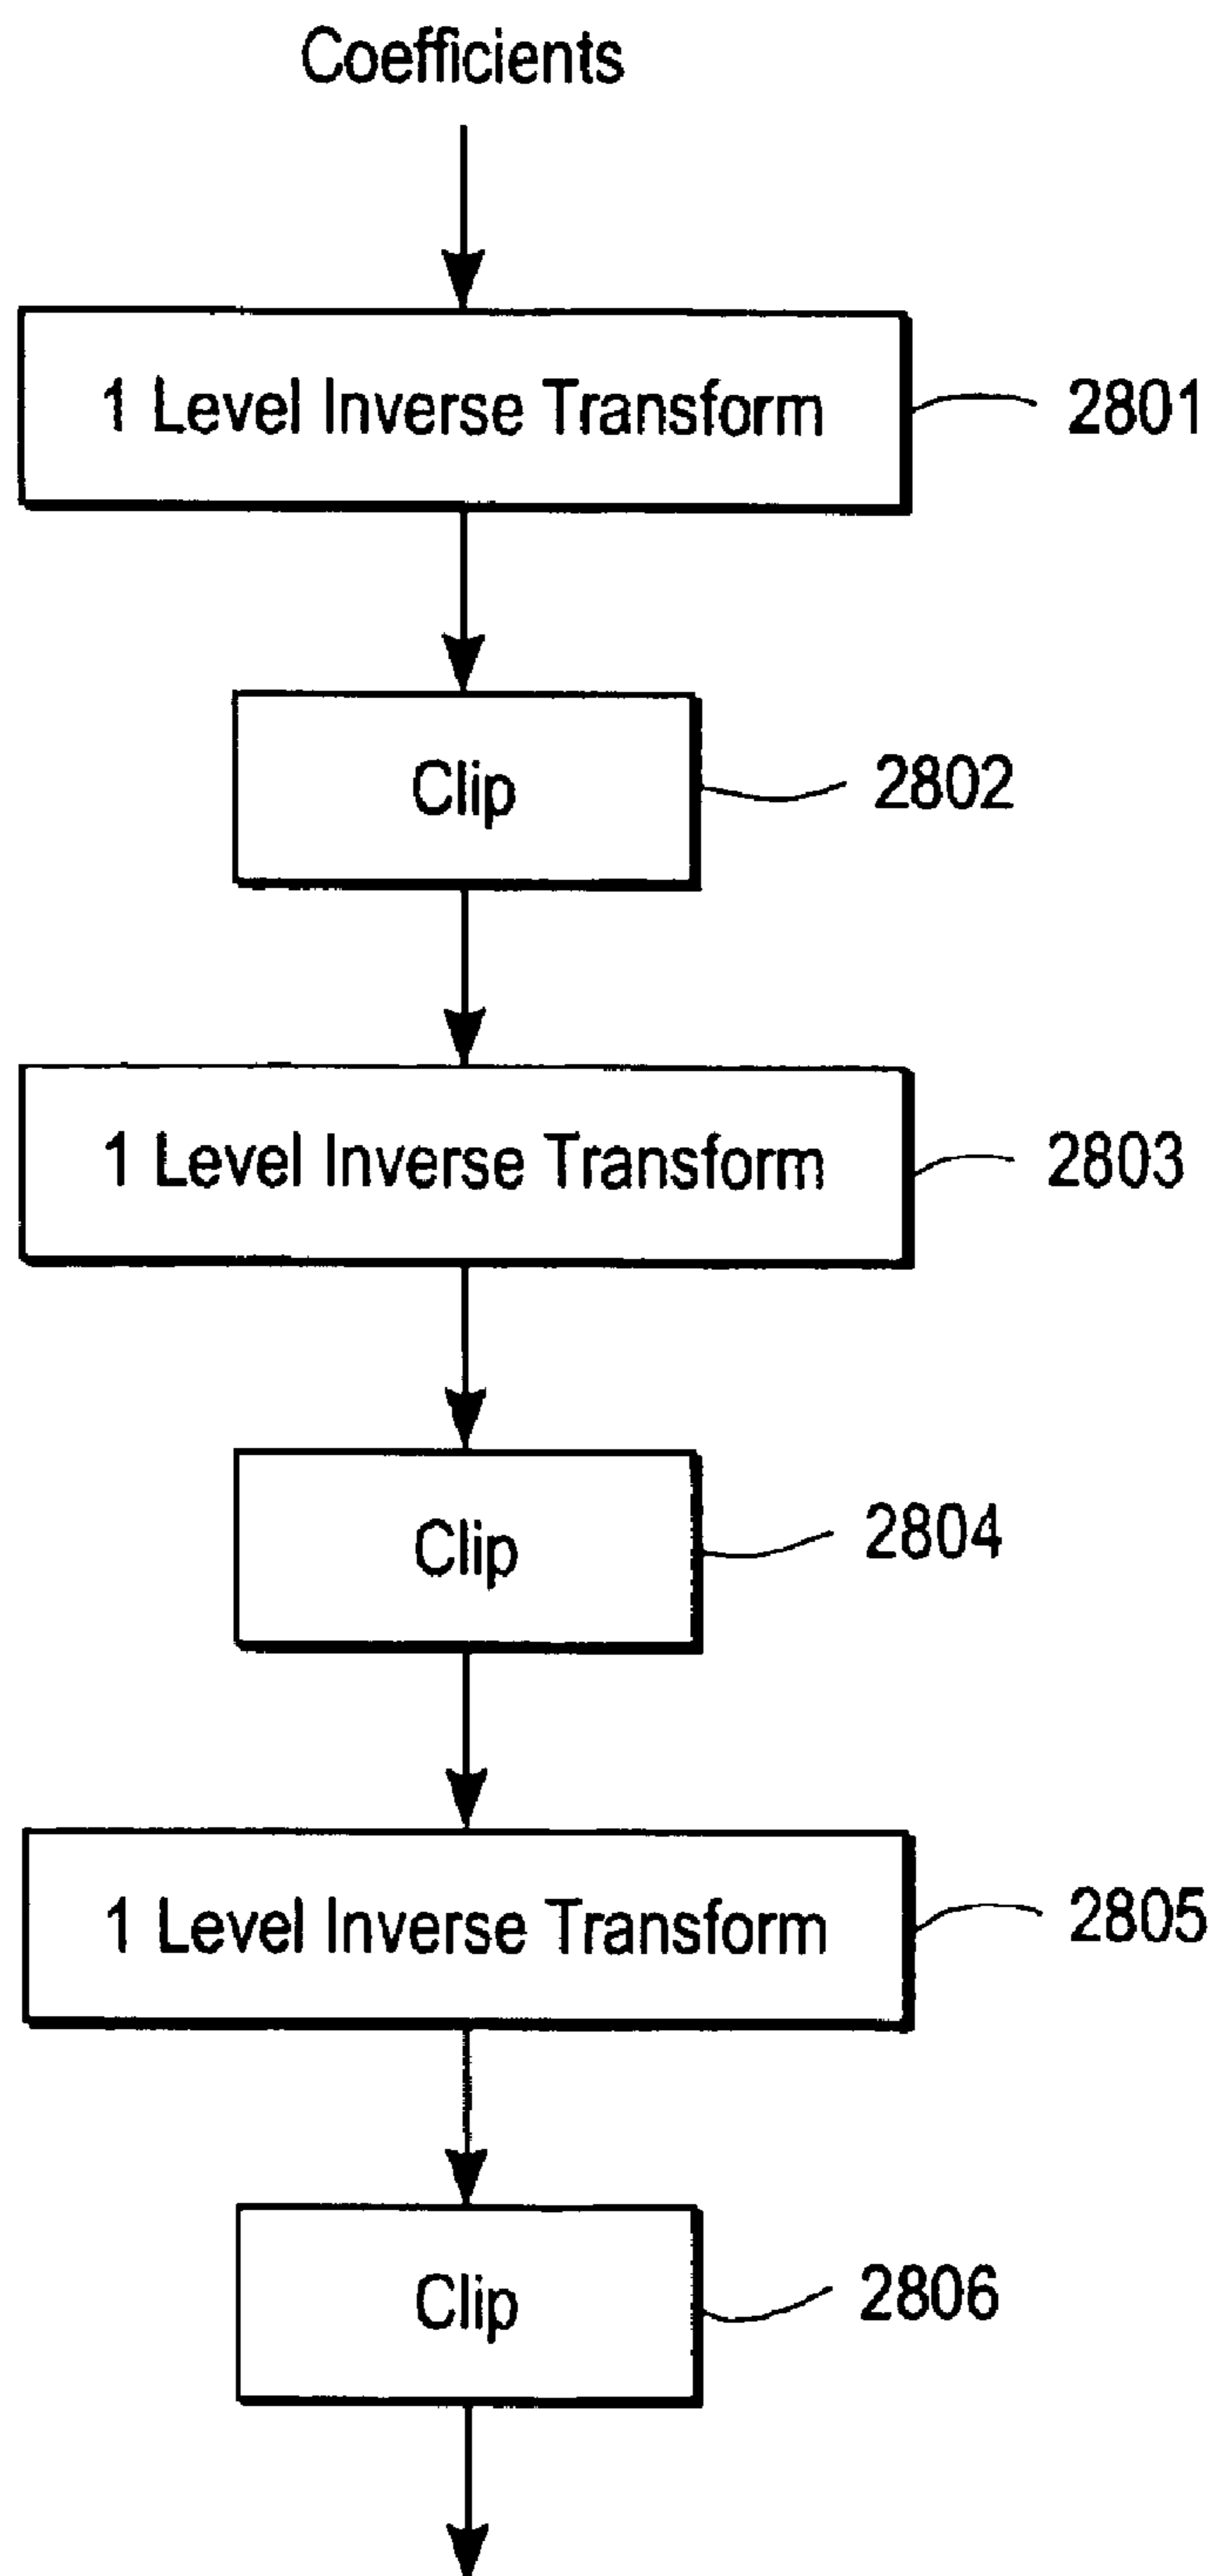 Coefficients
1 Level Inverse Transform
2801
Clip
2802
1 Level Inverse Transform
2803
Clip
2804
1 Level Inverse Transform
2805
Clip
2806